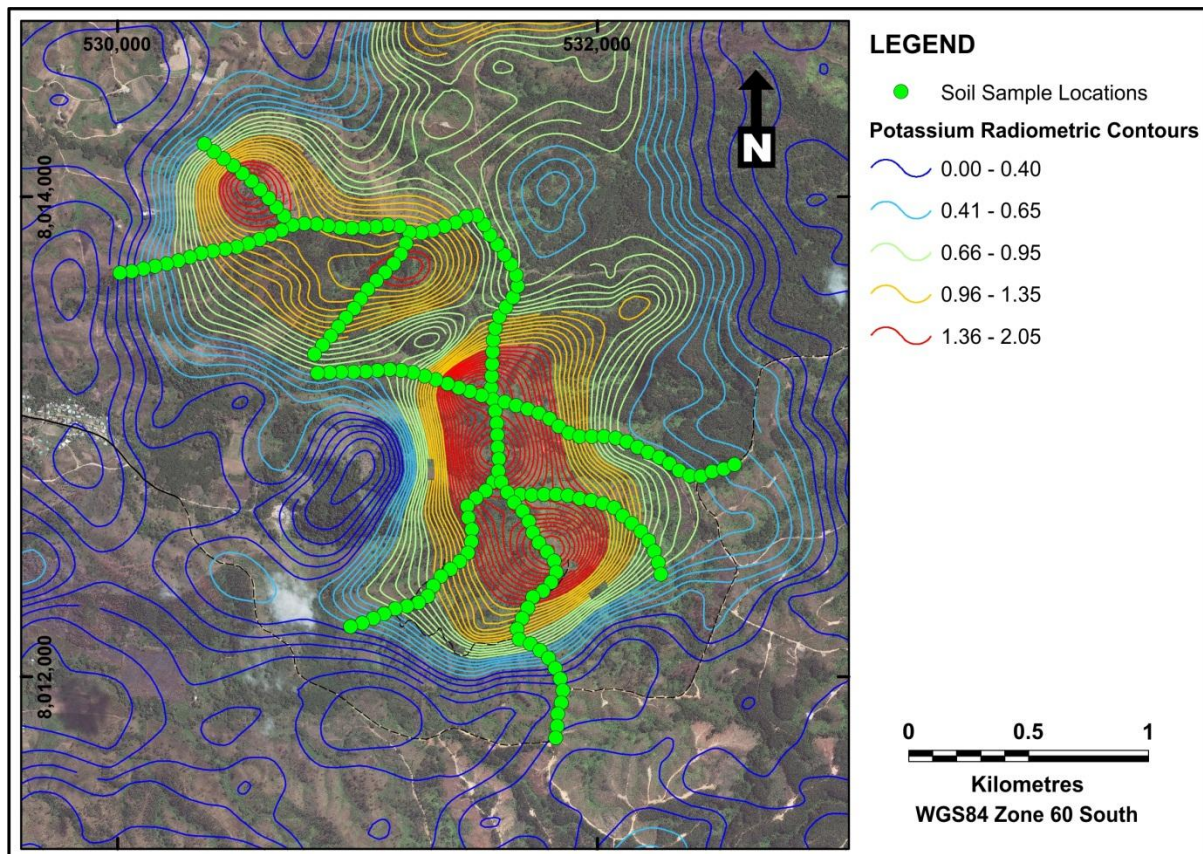 530,000
532,000
8,014,000
8,012,000
N
LEGEND
Soil Sample Locations
Potassium Radiometric Contours
0.00 - 0.40
0.41 - 0.65
0.66 - 0.95
0.96 - 1.35
1.36 - 2.05
0 0.5 1
Kilometres
WGS84 Zone 60 South